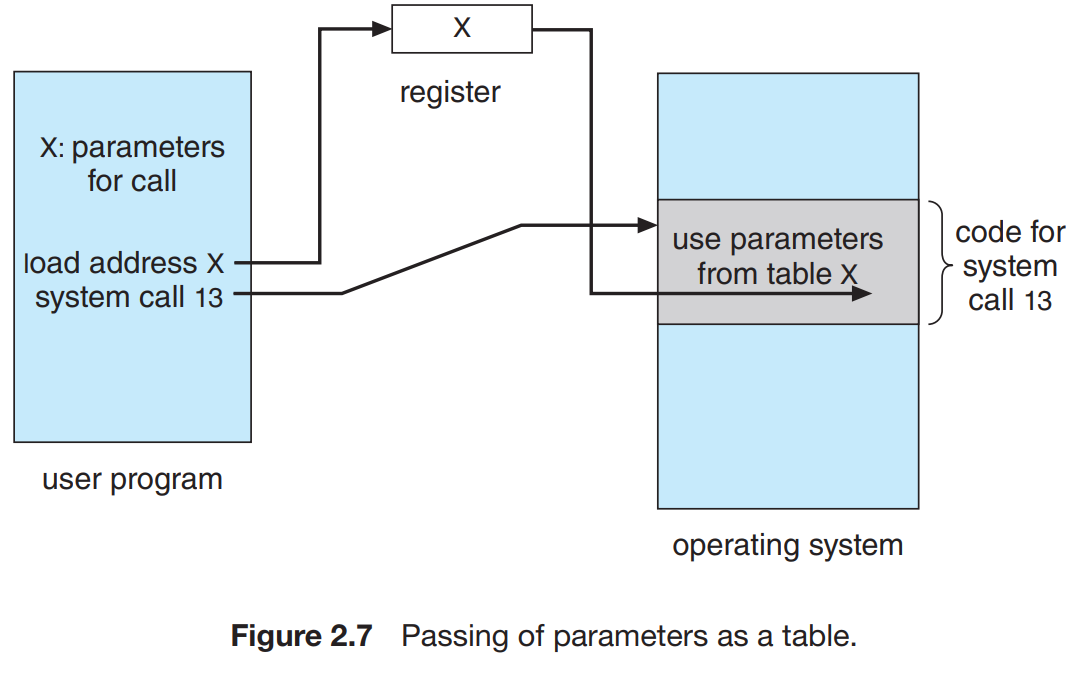 X
register
X: parameters
for call
load address X
system call 13
user program
use parameters
from table X
code for
system
call 13
operating system
Figure 2.7 Passing of parameters as a table.